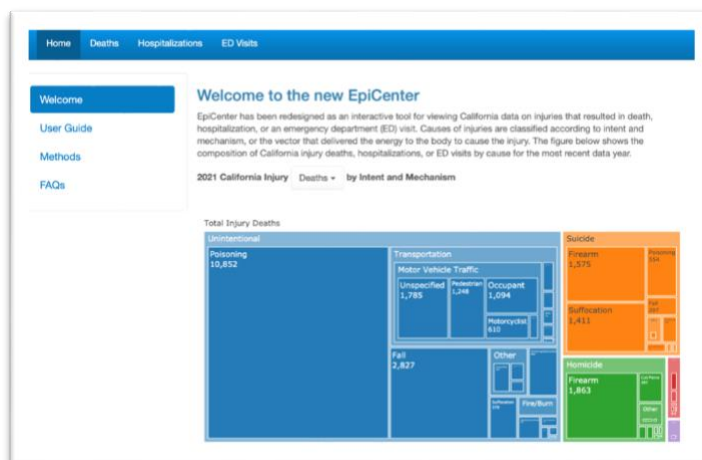 Home Deaths Hospitalizations ED Visits
Welcome
User Guide
Methods
FAQs
Welcome to the new EpiCenter
EpiCenter has been redesigned as an interactive tool for viewing California data on injuries that resulted in death,
hospitalization, or an emergency department (ED) visit. Causes of injuries are classified according to intent and
mechanism, or the vector that delivered the energy to the body to cause the injury. The figure below shows the
composition of California injury deaths, hospitalizations, or ED visits by cause for the most recent data year.
2021 California Injury Deaths by Intent and Mechanism
Total Injury Deaths
Unintentional
Poisoning
10,852
Transportation
Motor Vehicle Traffic
Unspecified
1,785
Pedestrian
1,248
Occupant
1,094
Motorcyclist
610
Fall
2,827
Other
Suffocation
Fire/Burn
Suicide
Firearm
1,575
Poisoning
Suffocation
1,411
Fall
Homicide
Firearm
1,863
Other